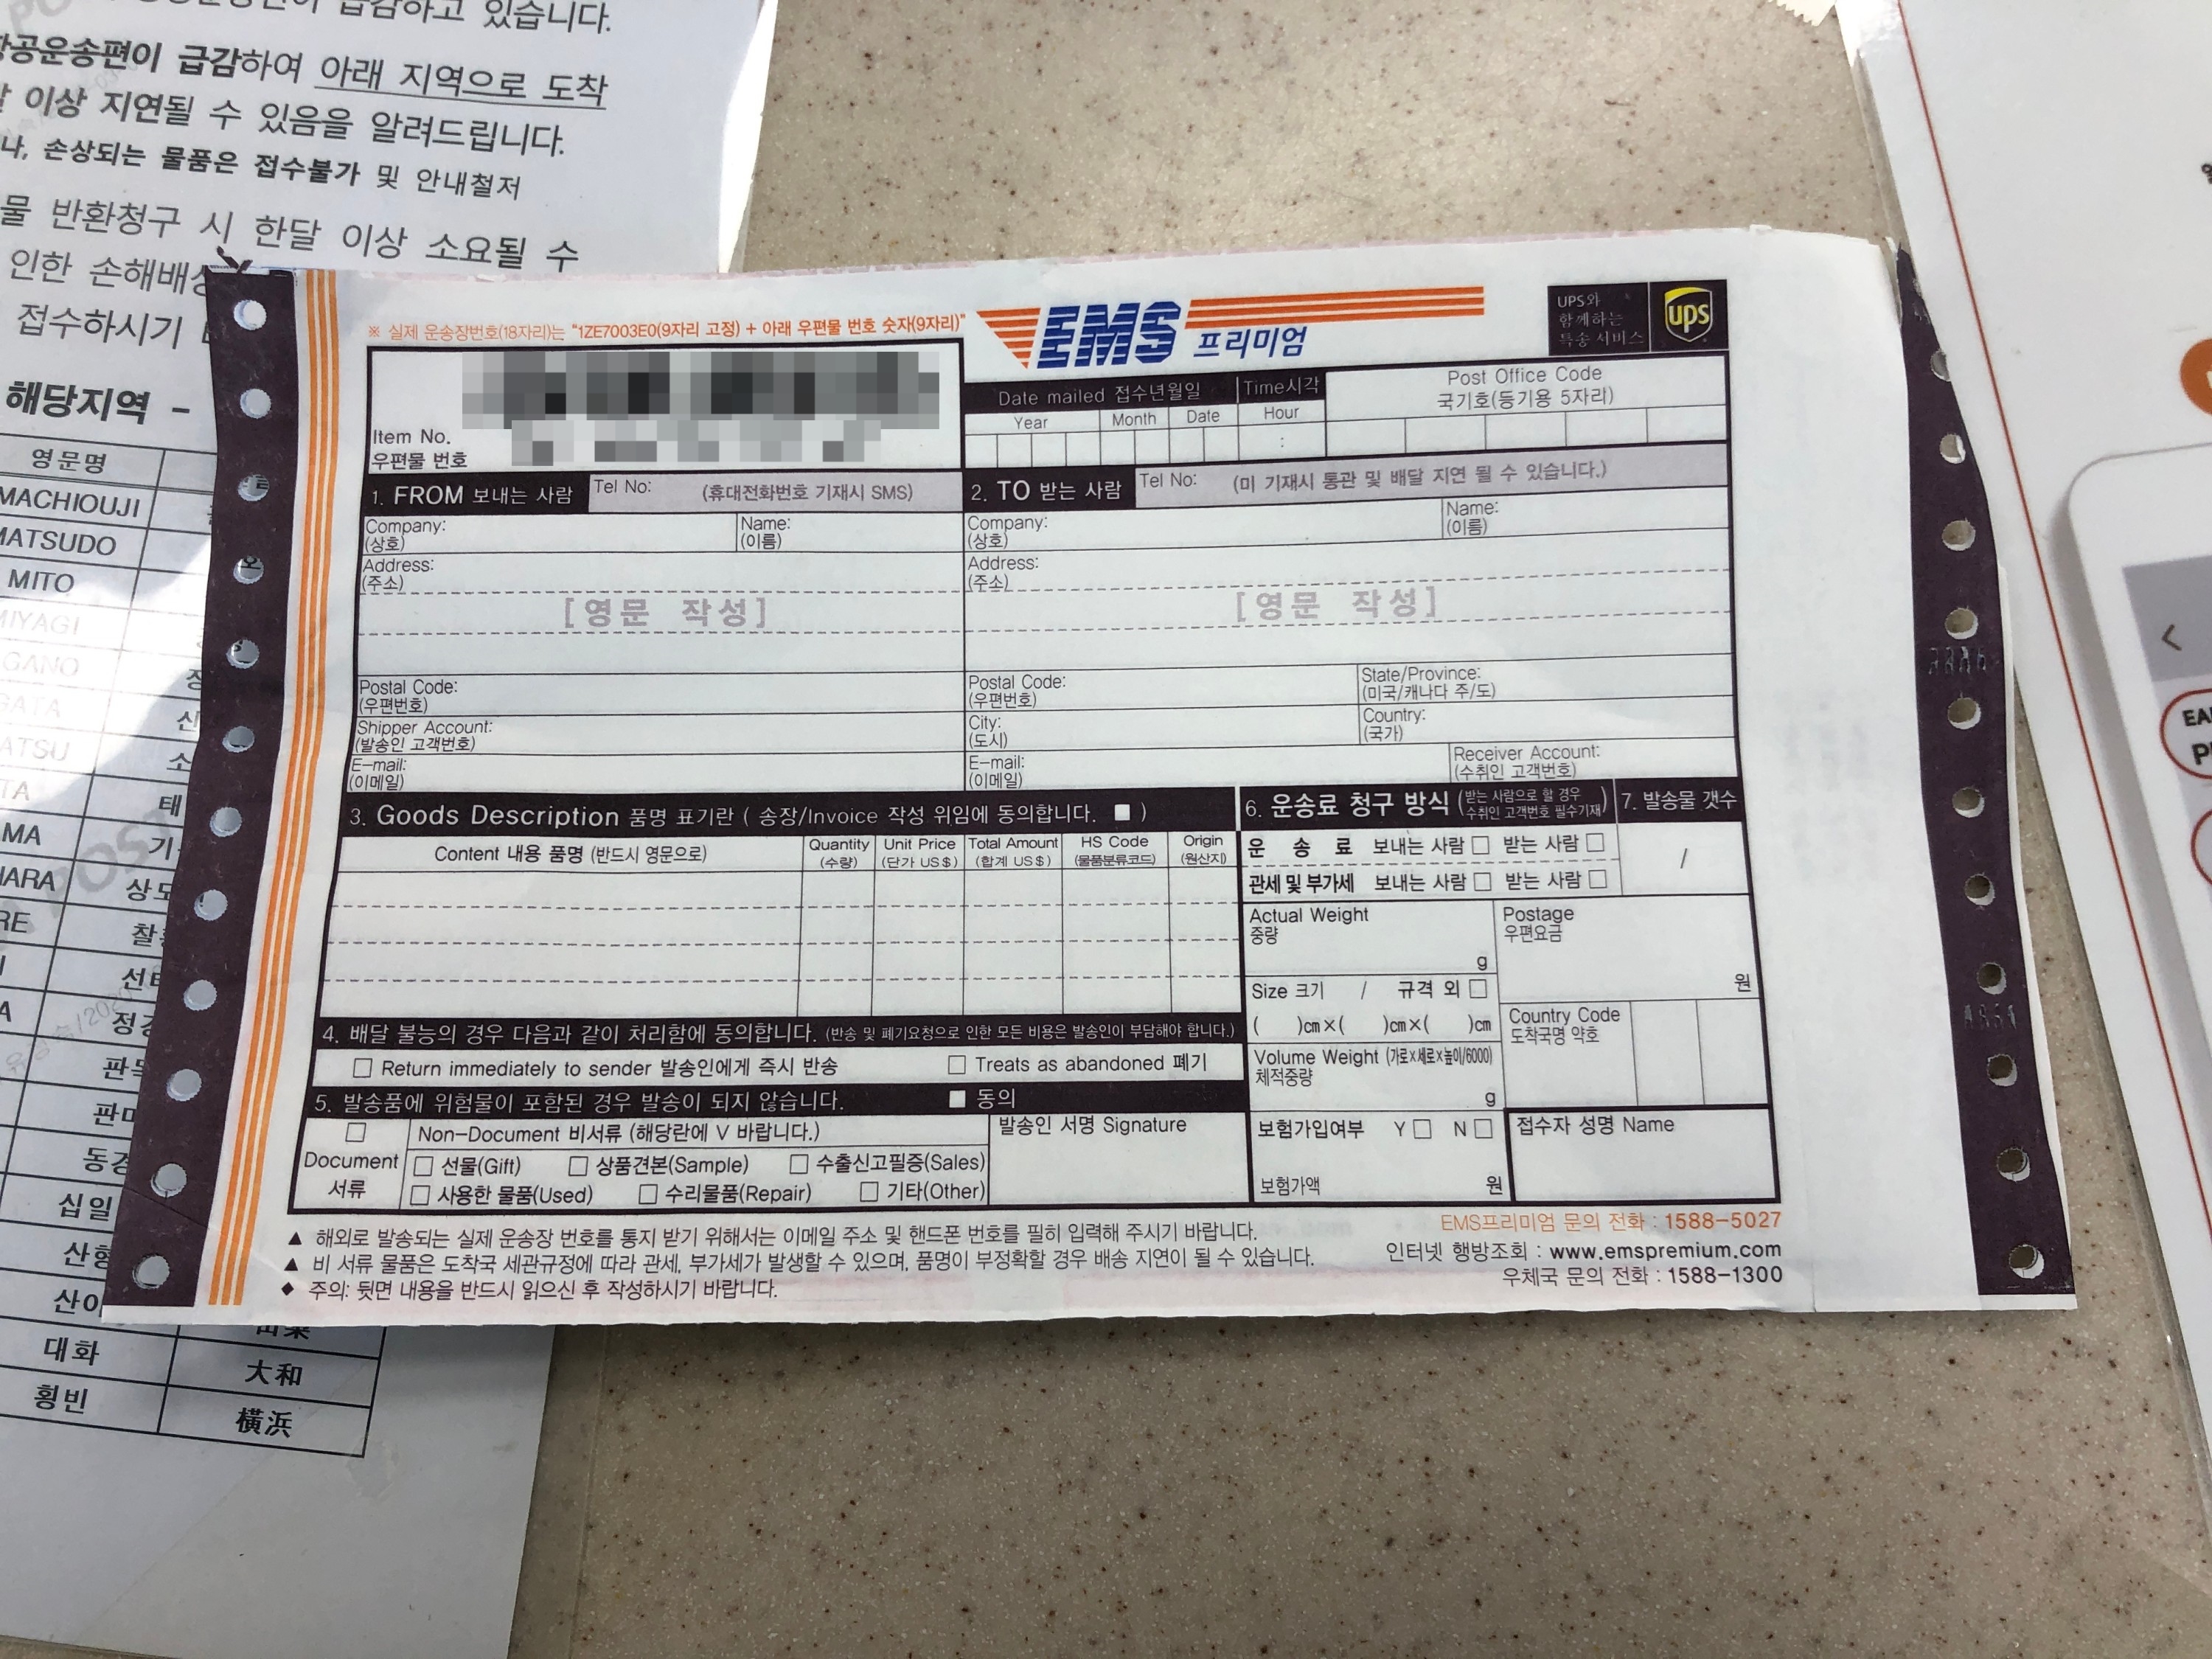 급감하고 있습니다.
항공운송편이 급감하여 아래 지역으로 도착
이상 지연될 수 있음을 알려드립니다.
손상되는 물품은 접수불가 및 안내철저
물 반환청구 시 한달 이상 소요될 수
인한 손해배상
접수하시기
해당지역 -
영문명
MACHIOUJI
MATSUDO
MITO
MIYAGI
GANO
GATA
ATSU
TA
MA
HARA
RE
대화 大和
횡빈 橫浜
※ 실제 운송장번호(18자리)는 "1ZE7003E0(9자리 고정) + 아래 우편물 번호 숫자(9자리)"
EMS 프리미엄
UPS와
함께하는
특송 서비스
ups
Item No.
우편물 번호
Date mailed 접수년월일 Time시각
Year Month Date Hour
:
Post Office Code
국기호(등기용 5자리)
1. FROM 보내는 사람 Tel No: (휴대전화번호 기재시 SMS)
Company:
(상호)
Name:
(이름)
Address:
(주소)
[영문 작성]
Postal Code:
(우편번호)
Shipper Account:
(발송인 고객번호)
E-mail:
(이메일)
2. TO 받는 사람 Tel No: (미 기재시 통관 및 배달 지연 될 수 있습니다.)
Company:
(상호)
Name:
(이름)
Address:
(주소)
[영문 작성]
Postal Code:
(우편번호)
State/Province:
(미국/캐나다 주/도)
City:
(도시)
Country:
(국가)
E-mail:
(이메일)
Receiver Account:
(수취인 고객번호)
3. Goods Description 품명 표기란 ( 송장/Invoice 작성 위임에 동의합니다. ■ )
Content 내용 품명 (반드시 영문으로)
Quantity
(수량)
Unit Price
(단가 US$)
Total Amount
(합계 US$)
HS Code
(물품분류코드)
Origin
(원산지)
4. 배달 불능의 경우 다음과 같이 처리함에 동의합니다. (반송 및 폐기요청으로 인한 모든 비용은 발송인이 부담해야 합니다.)
□ Return immediately to sender 발송인에게 즉시 반송 □ Treats as abandoned 폐기
5. 발송품에 위험물이 포함된 경우 발송이 되지 않습니다. ■ 동의
□
Document
서류
Non-Document 비서류 (해당란에 V 바랍니다.)
□ 선물(Gift) □ 상품견본(Sample) □ 수출신고필증(Sales)
□ 사용한 물품(Used) □ 수리물품(Repair) □ 기타(Other)
발송인 서명 Signature
6. 운송료 청구 방식 (받는 사람으로 할 경우 수취인 고객번호 필수기재)
운 송 료 보내는 사람 □ 받는 사람 □
관세 및 부가세 보내는 사람 □ 받는 사람 □
7. 발송물 갯수
/
Actual Weight
중량
g
Postage
우편요금
원
Size 크기 / 규격 외 □
( )cm×( )cm×( )cm
Country Code
도착국명 약호
Volume Weight (가로×세로×높이/6000)
체적중량
g
보험가입여부 Y □ N □
보험가액 원
접수자 성명 Name
▲ 해외로 발송되는 실제 운송장 번호를 통지 받기 위해서는 이메일 주소 및 핸드폰 번호를 필히 입력해 주시기 바랍니다.
▲ 비 서류 물품은 도착국 세관규정에 따라 관세, 부가세가 발생할 수 있으며, 품명이 부정확할 경우 배송 지연이 될 수 있습니다.
◆ 주의: 뒷면 내용을 반드시 읽으신 후 작성하시기 바랍니다.
EMS프리미엄 문의 전화 : 1588-5027
인터넷 행방조회 : www.emspremium.com
우체국 문의 전화 : 1588-1300